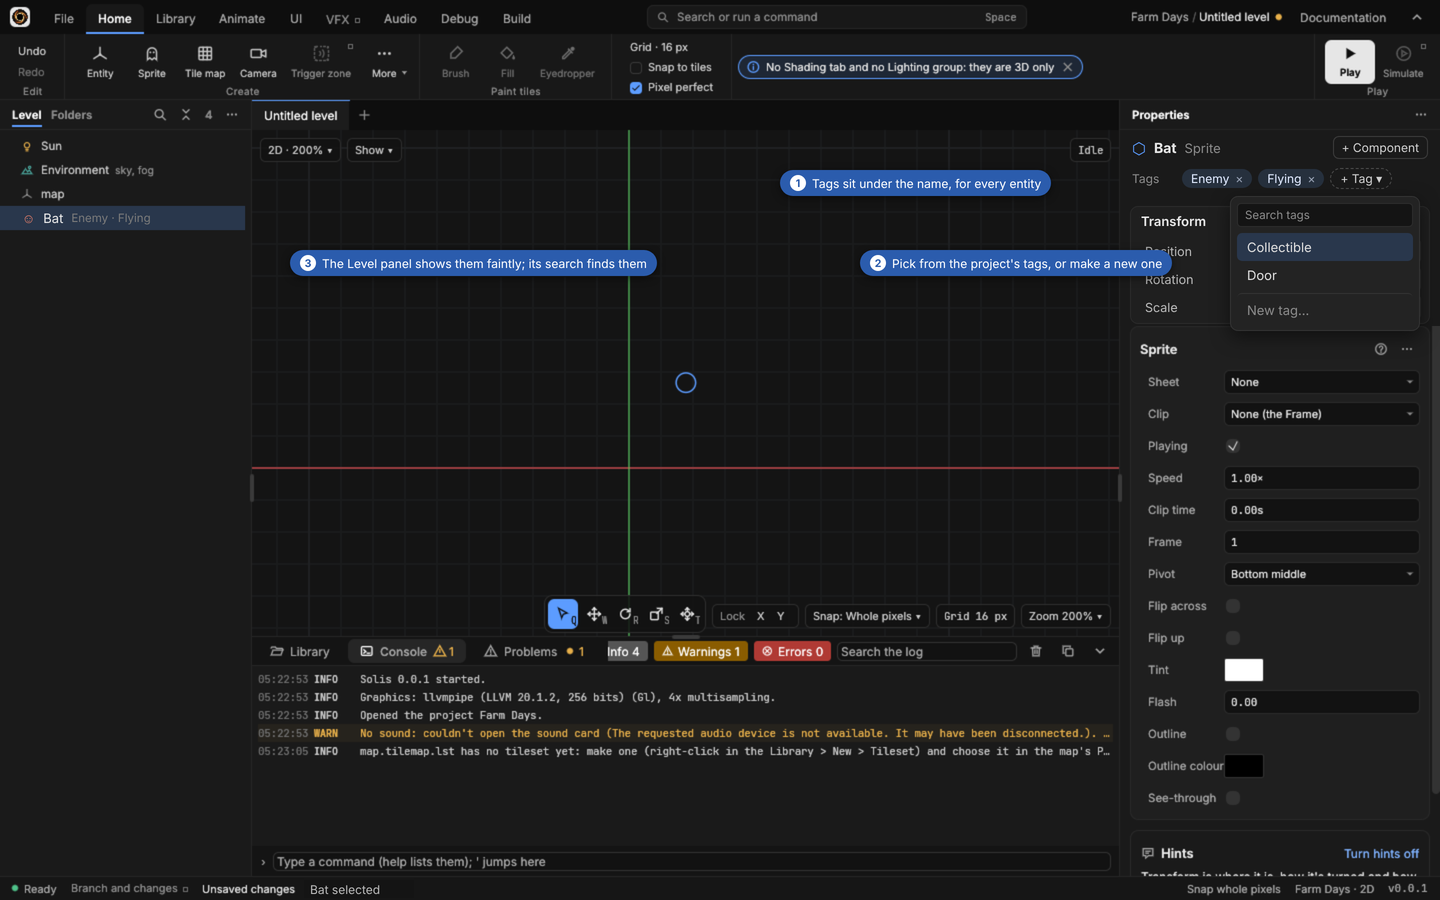 File Home Library Animate UI VFX Audio Debug Build
Search or run a command Space
Farm Days / Untitled level Documentation
Undo
Redo
Edit
Entity Sprite Tile map Camera Trigger zone More
Create
Brush Fill Eyedropper
Paint tiles
Grid · 16 px
Snap to tiles
Pixel perfect
No Shading tab and no Lighting group: they are 3D only
Play Simulate
Play
Level Folders 4
Sun
Environment sky, fog
map
Bat Enemy · Flying
Untitled level
2D · 200% Show Idle
1 Tags sit under the name, for every entity
3 The Level panel shows them faintly; its search finds them
2 Pick from the project's tags, or make a new one
Q W R S T
Lock X Y
Snap: Whole pixels
Grid 16 px
Zoom 200%
Properties
Bat Sprite + Component
Tags Enemy × Flying × + Tag
Search tags
Collectible
Door
New tag...
Transform
Position
Rotation
Scale
Sprite
Sheet None
Clip None (the Frame)
Playing
Speed 1.00×
Clip time 0.00s
Frame 1
Pivot Bottom middle
Flip across
Flip up
Tint
Flash 0.00
Outline
Outline colour
See-through
Hints Turn hints off
Library Console 1 Problems 1 Info 4 Warnings 1 Errors 0 Search the log
05:22:53 INFO Solis 0.0.1 started.
05:22:53 INFO Graphics: llvmpipe (LLVM 20.1.2, 256 bits) (Gl), 4x multisampling.
05:22:53 INFO Opened the project Farm Days.
05:22:53 WARN No sound: couldn't open the sound card (The requested audio device is not available. It may have been disconnected.). …
05:23:05 INFO map.tilemap.lst has no tileset yet: make one (right-click in the Library > New > Tileset) and choose it in the map's P…
› Type a command (help lists them); ' jumps here
Ready Branch and changes Unsaved changes Bat selected
Snap whole pixels Farm Days · 2D v0.0.1